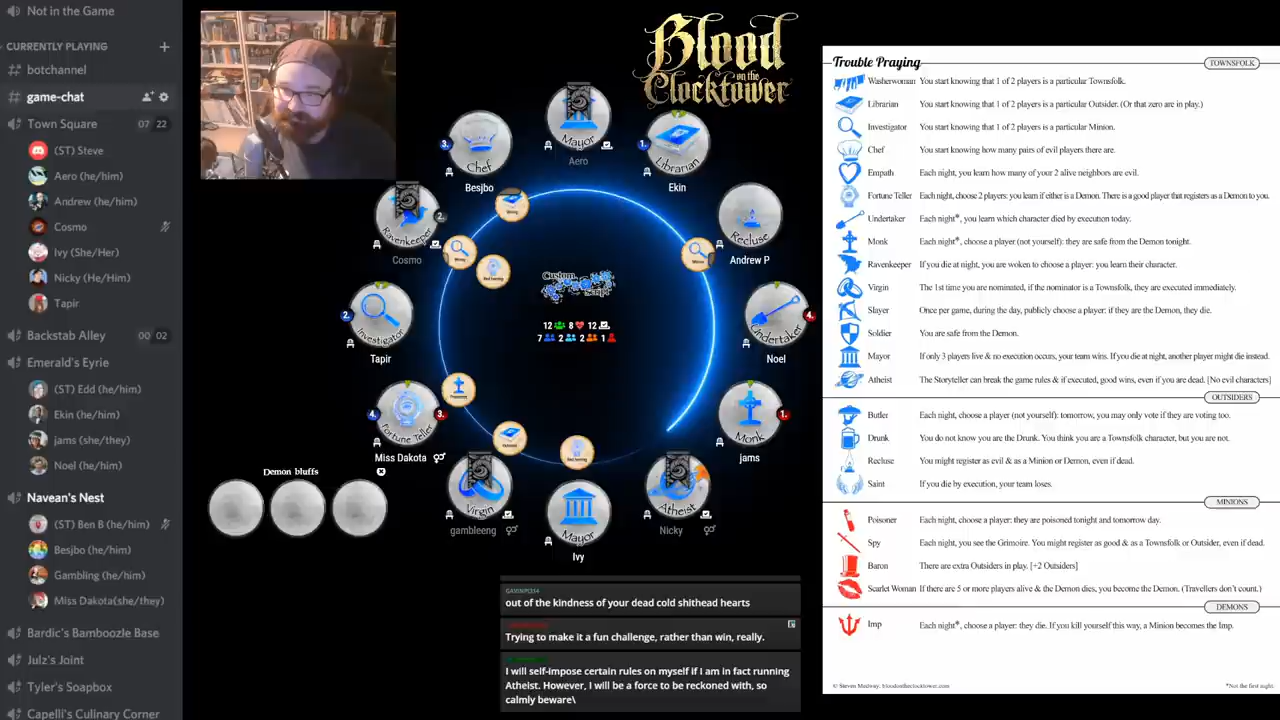 Not in the Game
CURRENTLY PLAYING
botchannel
game-chat
Town Square 07 22
(ST) Steve
Aero (he/him)
Andrew (he/him)
Cosmo
Ivy (She/Her)
Nicky (He/Him)
Tapir
Backstab Alley 00 02
Emerald's Eyrie
(ST) Edd (he/him)
Ekin (he/him)
jams (she/they)
Noel (he/him)
Navean's Nest
(ST) Ben B (he/him)
Besjbo (he/him)
Gambling (he/him)
Miss Dakota(she/they)
Bardic's Bamboozle Base
Julz's Joint
Tyler's Soapbox
Capelli's Culinary Corner
Blood
on the
Clocktower
Mayor
Aero
3.
Chef
Besjbo
1.
Librarian
Ekin
Ravenkeeper
2.
Cosmo
Recluse
Andrew P
2.
Investigator
Tapir
Undertaker
4.
Noel
4.
Fortune Teller
3.
Miss Dakota
Monk
1.
jams
Virgin
gambleeng
Mayor
Ivy
Atheist
Nicky
Wrong
Wrong
Red herring
Minion
Poisoned
Outsider
Red herring
Custom
Script
12 8 12
7 2 2 1
Demon bluffs
out of the kindness of your dead cold shithead hearts
Trying to make it a fun challenge, rather than win, really.
I will self-impose certain rules on myself if I am in fact running
Atheist. However, I will be a force to be reckoned with, so
calmly beware\
Trouble Praying
TOWNSFOLK
Washerwoman You start knowing that 1 of 2 players is a particular Townsfolk.
Librarian You start knowing that 1 of 2 players is a particular Outsider. (Or that zero are in play.)
Investigator You start knowing that 1 of 2 players is a particular Minion.
Chef You start knowing how many pairs of evil players there are.
Empath Each night, you learn how many of your 2 alive neighbors are evil.
Fortune Teller Each night, choose 2 players: you learn if either is a Demon. There is a good player that registers as a Demon to you.
Undertaker Each night*, you learn which character died by execution today.
Monk Each night*, choose a player (not yourself): they are safe from the Demon tonight.
Ravenkeeper If you die at night, you are woken to choose a player: you learn their character.
Virgin The 1st time you are nominated, if the nominator is a Townsfolk, they are executed immediately.
Slayer Once per game, during the day, publicly choose a player: if they are the Demon, they die.
Soldier You are safe from the Demon.
Mayor If only 3 players live & no execution occurs, your team wins. If you die at night, another player might die instead.
Atheist The Storyteller can break the game rules & if executed, good wins, even if you are dead. [No evil characters]
OUTSIDERS
Butler Each night, choose a player (not yourself): tomorrow, you may only vote if they are voting too.
Drunk You do not know you are the Drunk. You think you are a Townsfolk character, but you are not.
Recluse You might register as evil & as a Minion or Demon, even if dead.
Saint If you die by execution, your team loses.
MINIONS
Poisoner Each night, choose a player: they are poisoned tonight and tomorrow day.
Spy Each night, you see the Grimoire. You might register as good & as a Townsfolk or Outsider, even if dead.
Baron There are extra Outsiders in play. [+2 Outsiders]
Scarlet Woman If there are 5 or more players alive & the Demon dies, you become the Demon. (Travellers don't count.)
DEMONS
Imp Each night*, choose a player: they die. If you kill yourself this way, a Minion becomes the Imp.
© Steven Medway, bloodontheclocktower.com
*Not the first night